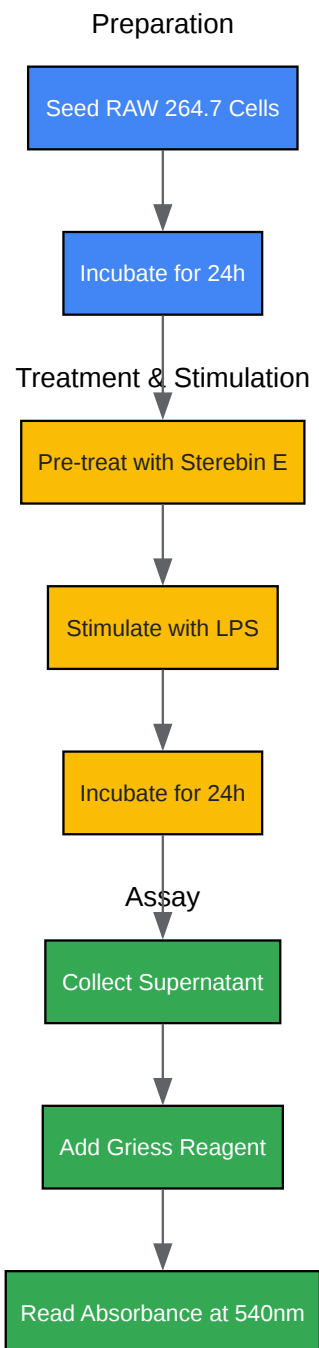 Preparation
Seed RAW 264.7 Cells
Incubate for 24h
Treatment & Stimulation
Pre-treat with Sterebin E
Stimulate with LPS
Incubate for 24h
Assay
Collect Supernatant
Add Griess Reagent
Read Absorbance at 540nm